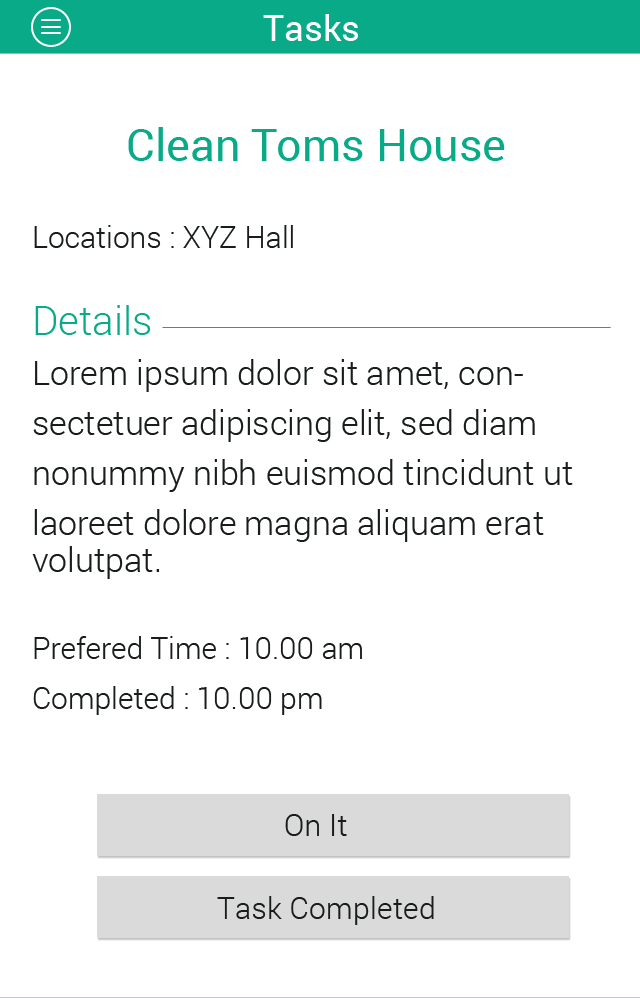 Tasks
Clean Toms House
Locations : XYZ Hall
Details
Lorem ipsum dolor sit amet, con-
sectetuer adipiscing elit, sed diam
nonummy nibh euismod tincidunt ut
laoreet dolore magna aliquam erat
volutpat.
Prefered Time : 10.00 am
Completed : 10.00 pm
On It
Task Completed